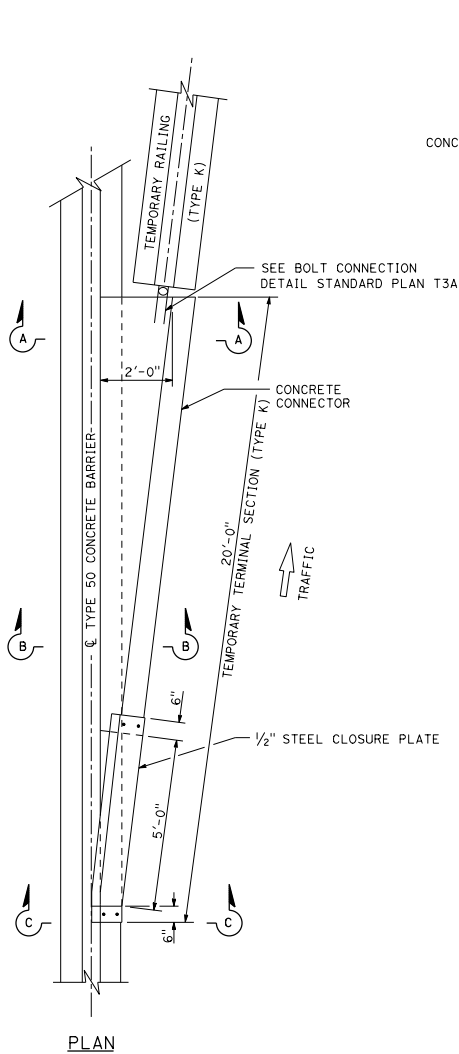 CONC
TEMPORARY RAILING
(TYPE K)
SEE BOLT CONNECTION
DETAIL STANDARD PLAN T3A
A
A
2'-0"
CONCRETE
CONNECTOR
℄ TYPE 50 CONCRETE BARRIER
20'-0"
TEMPORARY TERMINAL SECTION (TYPE K)
TRAFFIC
B
B
6"
1/2" STEEL CLOSURE PLATE
5'-0"
C
C
6"
PLAN